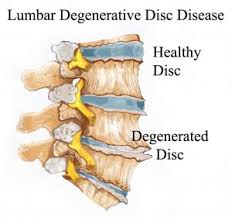 Lumbar Degenerative Disc Disease
Healthy
Disc
Degenerated
Disc